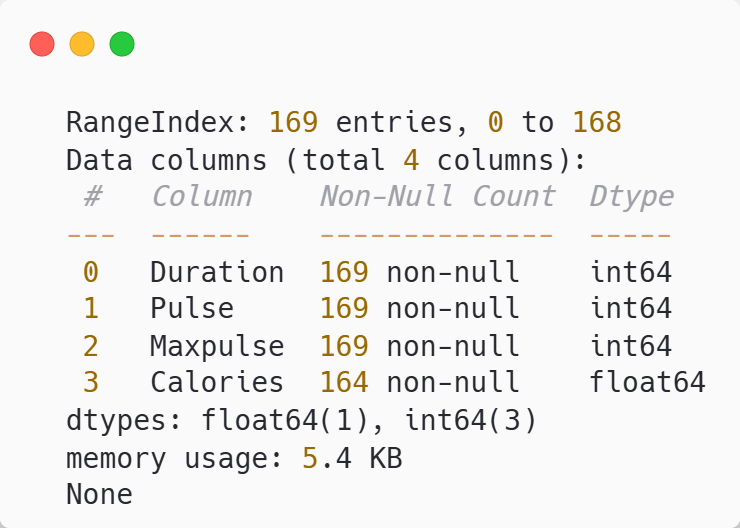 RangeIndex: 169 entries, 0 to 168
Data columns (total 4 columns):
 #   Column    Non-Null Count  Dtype
---  ------    --------------  -----
 0   Duration  169 non-null    int64
 1   Pulse     169 non-null    int64
 2   Maxpulse  169 non-null    int64
 3   Calories  164 non-null    float64
dtypes: float64(1), int64(3)
memory usage: 5.4 KB
None